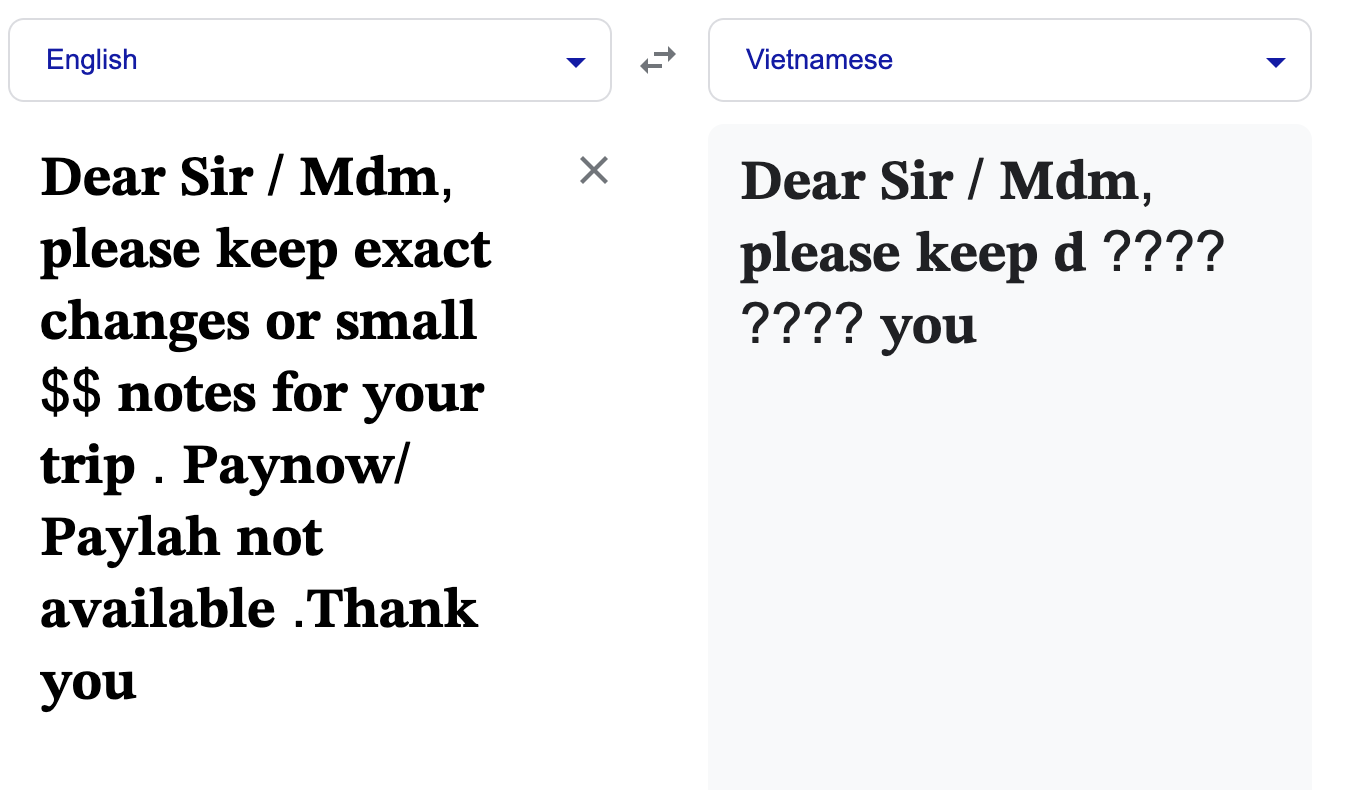 English
Vietnamese
𝐃𝐞𝐚𝐫 𝐒𝐢𝐫 / 𝐌𝐝𝐦,
𝐩𝐥𝐞𝐚𝐬𝐞 𝐤𝐞𝐞𝐩 𝐞𝐱𝐚𝐜𝐭
𝐜𝐡𝐚𝐧𝐠𝐞𝐬 𝐨𝐫 𝐬𝐦𝐚𝐥𝐥
$$ 𝐧𝐨𝐭𝐞𝐬 𝐟𝐨𝐫 𝐲𝐨𝐮𝐫
𝐭𝐫𝐢𝐩 . 𝐏𝐚𝐲𝐧𝐨𝐰/
𝐏𝐚𝐲𝐥𝐚𝐡 𝐧𝐨𝐭
𝐚𝐯𝐚𝐢𝐥𝐚𝐛𝐥𝐞 .𝐓𝐡𝐚𝐧𝐤
𝐲𝐨𝐮
𝐃𝐞𝐚𝐫 𝐒𝐢𝐫 / 𝐌𝐝𝐦,
𝐩𝐥𝐞𝐚𝐬𝐞 𝐤𝐞𝐞𝐩 𝐝 ????
???? 𝐲𝐨𝐮